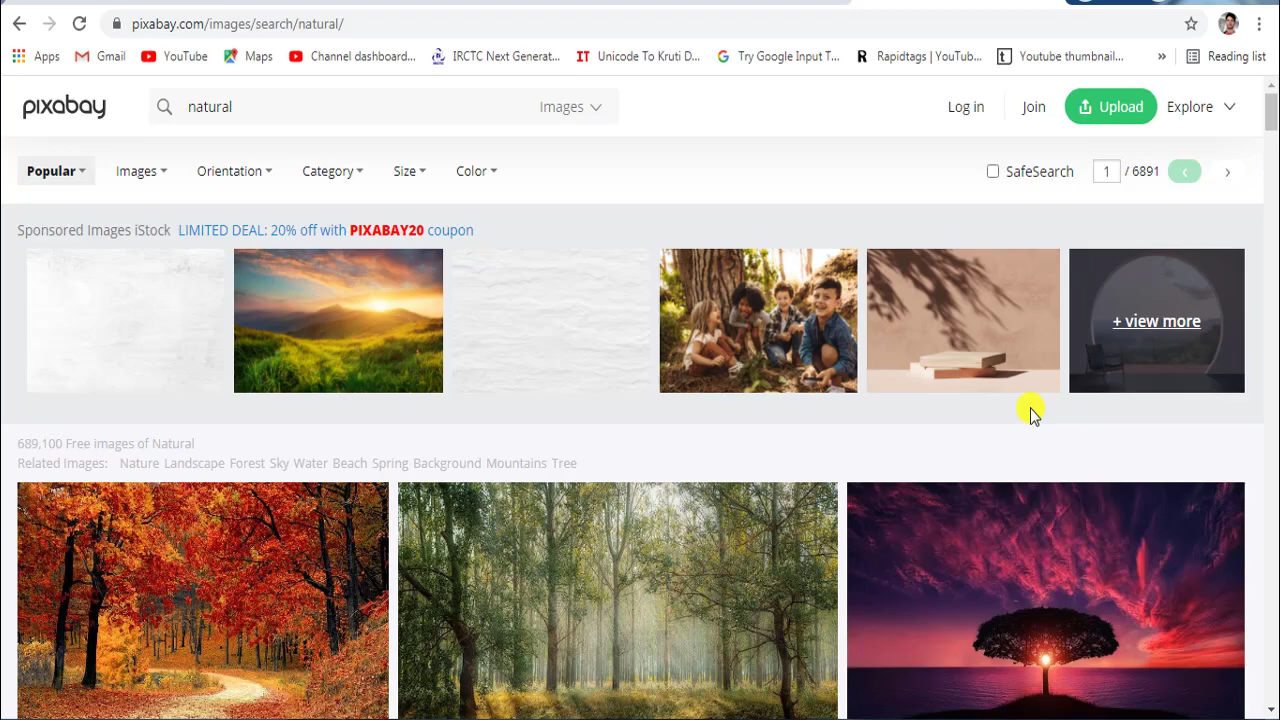 pixabay.com/images/search/natural/
Apps Gmail YouTube Maps Channel dashboard... IRCTC Next Generat... IT Unicode To Kruti D... Try Google Input T... R Rapidtags | YouTub... t Youtube thumbnail... » Reading list
pixabay natural Images Log in Join Upload Explore
Popular Images Orientation Category Size Color SafeSearch 1 / 6891 ‹ ›
Sponsored Images iStock LIMITED DEAL: 20% off with PIXABAY20 coupon
+ view more
689,100 Free images of Natural
Related Images: Nature Landscape Forest Sky Water Beach Spring Background Mountains Tree